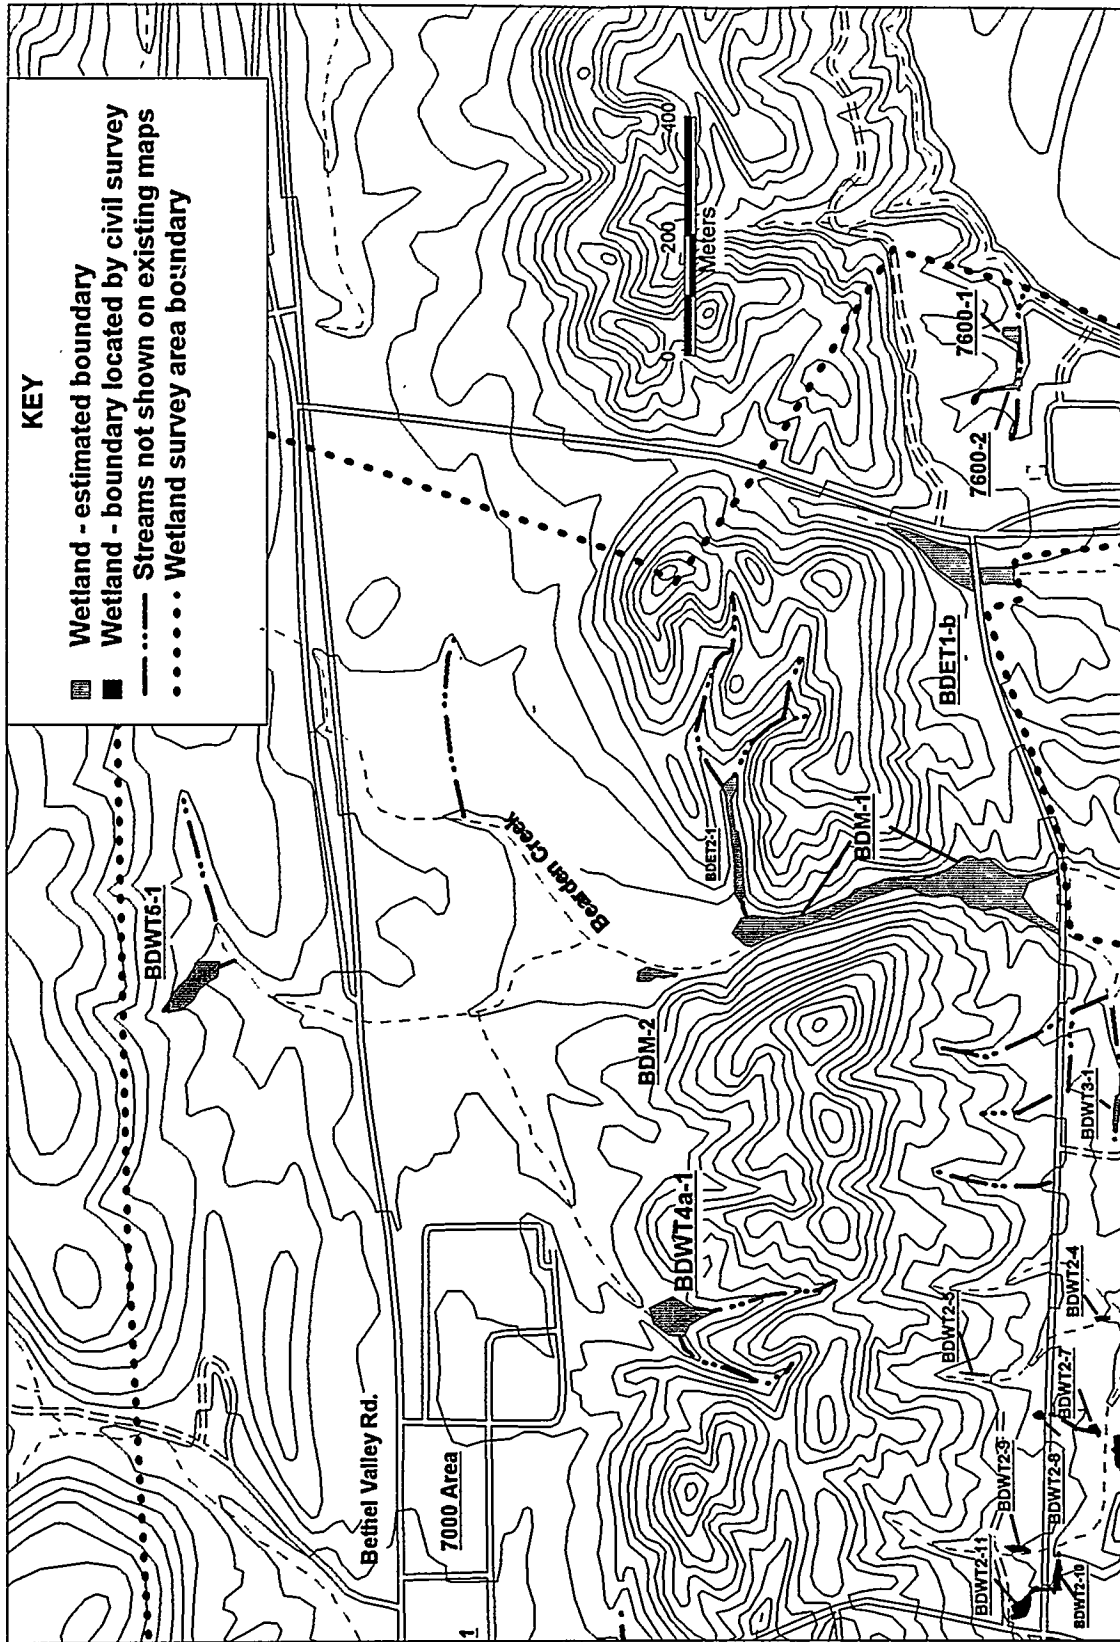 KEY
Wetland - estimated boundary
Wetland - boundary located by civil survey
Streams not shown on existing maps
Wetland survey area boundary
BDWT5-1
Bethel Valley Rd.
7000 Area
1
Bearden Creek
BDM-2
BDWT4a-1
BDET2-1
BDM-1
BDET1-b
0
200
400
Meters
7600-1
7600-2
BDWT3-1
BDWT2-4
BDWT2-5
BDWT2-7
BDWT2-8
BDWT2-9
BDWT2-10
BDWT2-11